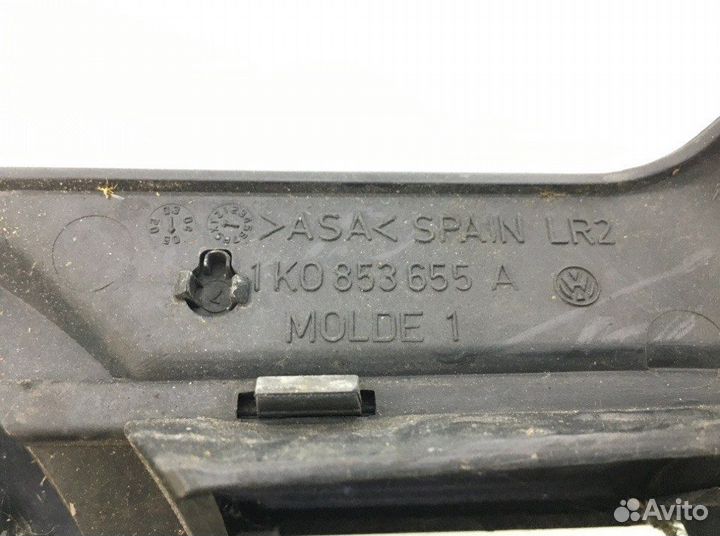 >ASA< SPAIN LR2
1K0 853 655 A
MOLDE 1
Avito